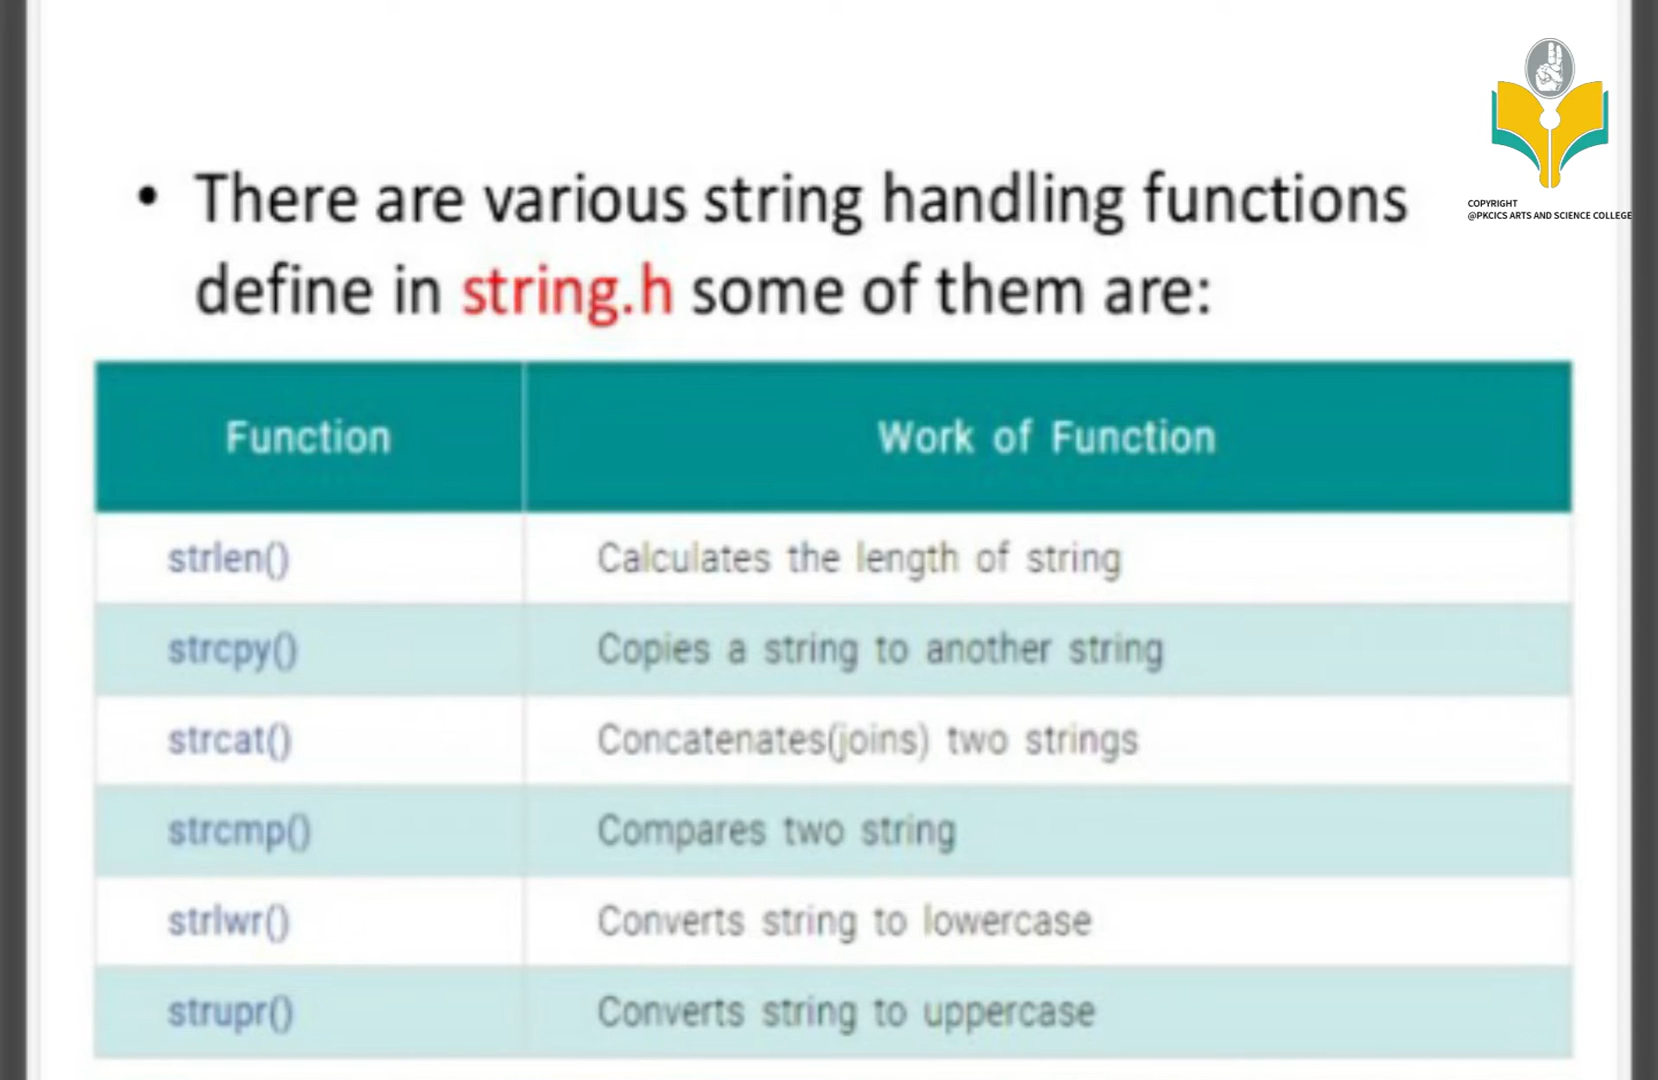 COPYRIGHT
@PKCICS ARTS AND SCIENCE COLLEGE
• There are various string handling functions
define in string.h some of them are:
Function Work of Function
strlen() Calculates the length of string
strcpy() Copies a string to another string
strcat() Concatenates(joins) two strings
strcmp() Compares two string
strlwr() Converts string to lowercase
strupr() Converts string to uppercase